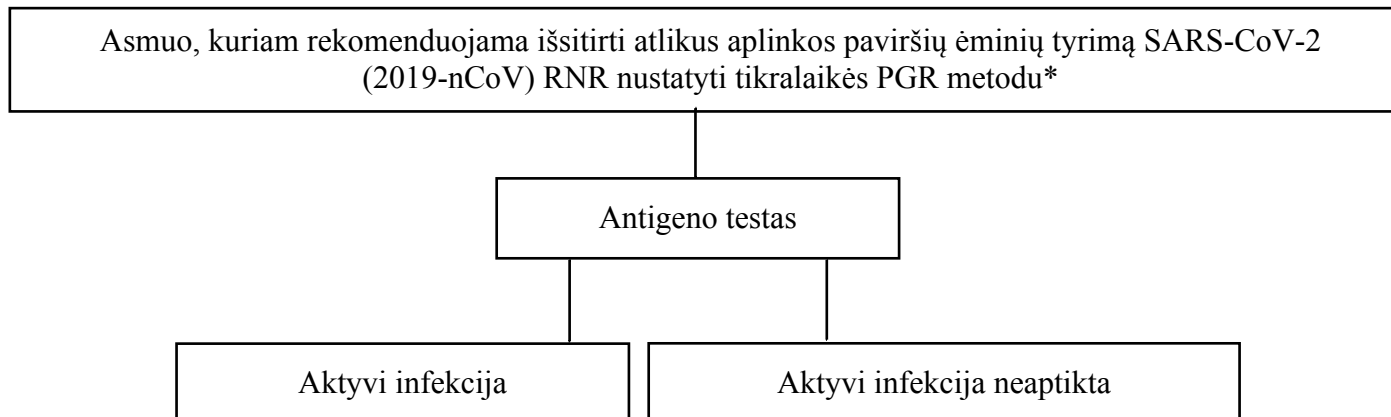 Asmuo, kuriam rekomenduojama išsitirti atlikus aplinkos paviršių ėminių tyrimą SARS-CoV-2
(2019-nCoV) RNR nustatyti tikralaikės PGR metodu*
Antigeno testas
Aktyvi infekcija
Aktyvi infekcija neaptikta